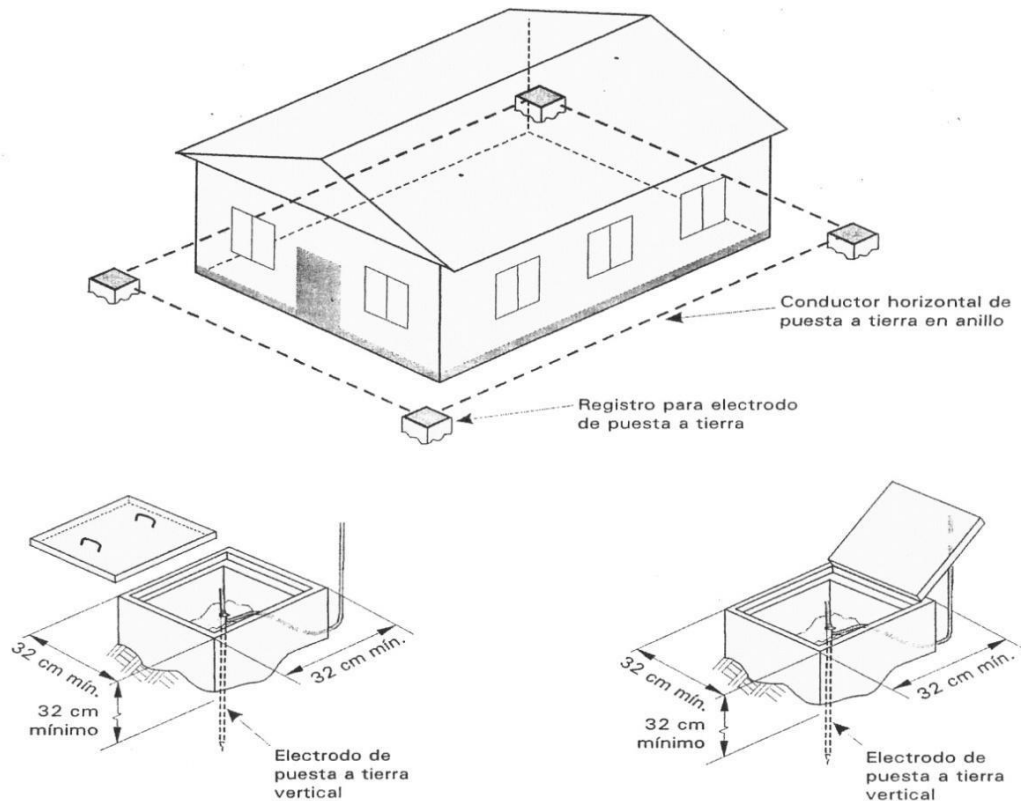 Conductor horizontal de
puesta a tierra en anillo
Registro para electrodo
de puesta a tierra
32 cm mín.
32 cm mín.
32 cm
mínimo
Electrodo de
puesta a tierra
vertical
32 cm mín.
32 cm mín.
32 cm
mínimo
Electrodo de
puesta a tierra
vertical